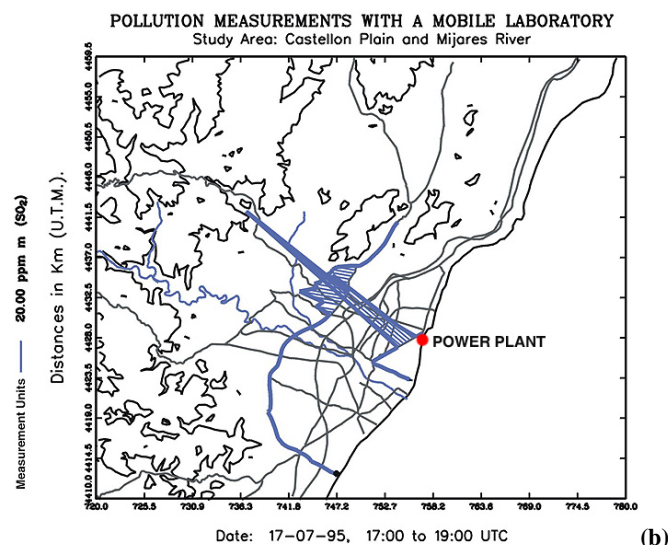 POLLUTION MEASUREMENTS WITH A MOBILE LABORATORY
Study Area: Castellon Plain and Mijares River
4459.5
4455.0
4450.5
4446.0
4441.5
4437.0
4432.5
4428.0
4423.5
4419.0
4414.5
4410.0
Distances in Km (U.T.M.).
Measurement Units
20.00 ppm m (SO2)
POWER PLANT
720.0 725.5 730.9 736.3 741.8 747.2 752.7 758.2 763.6 769.0 774.5 780.0
Date: 17-07-95, 17:00 to 19:00 UTC
(b)